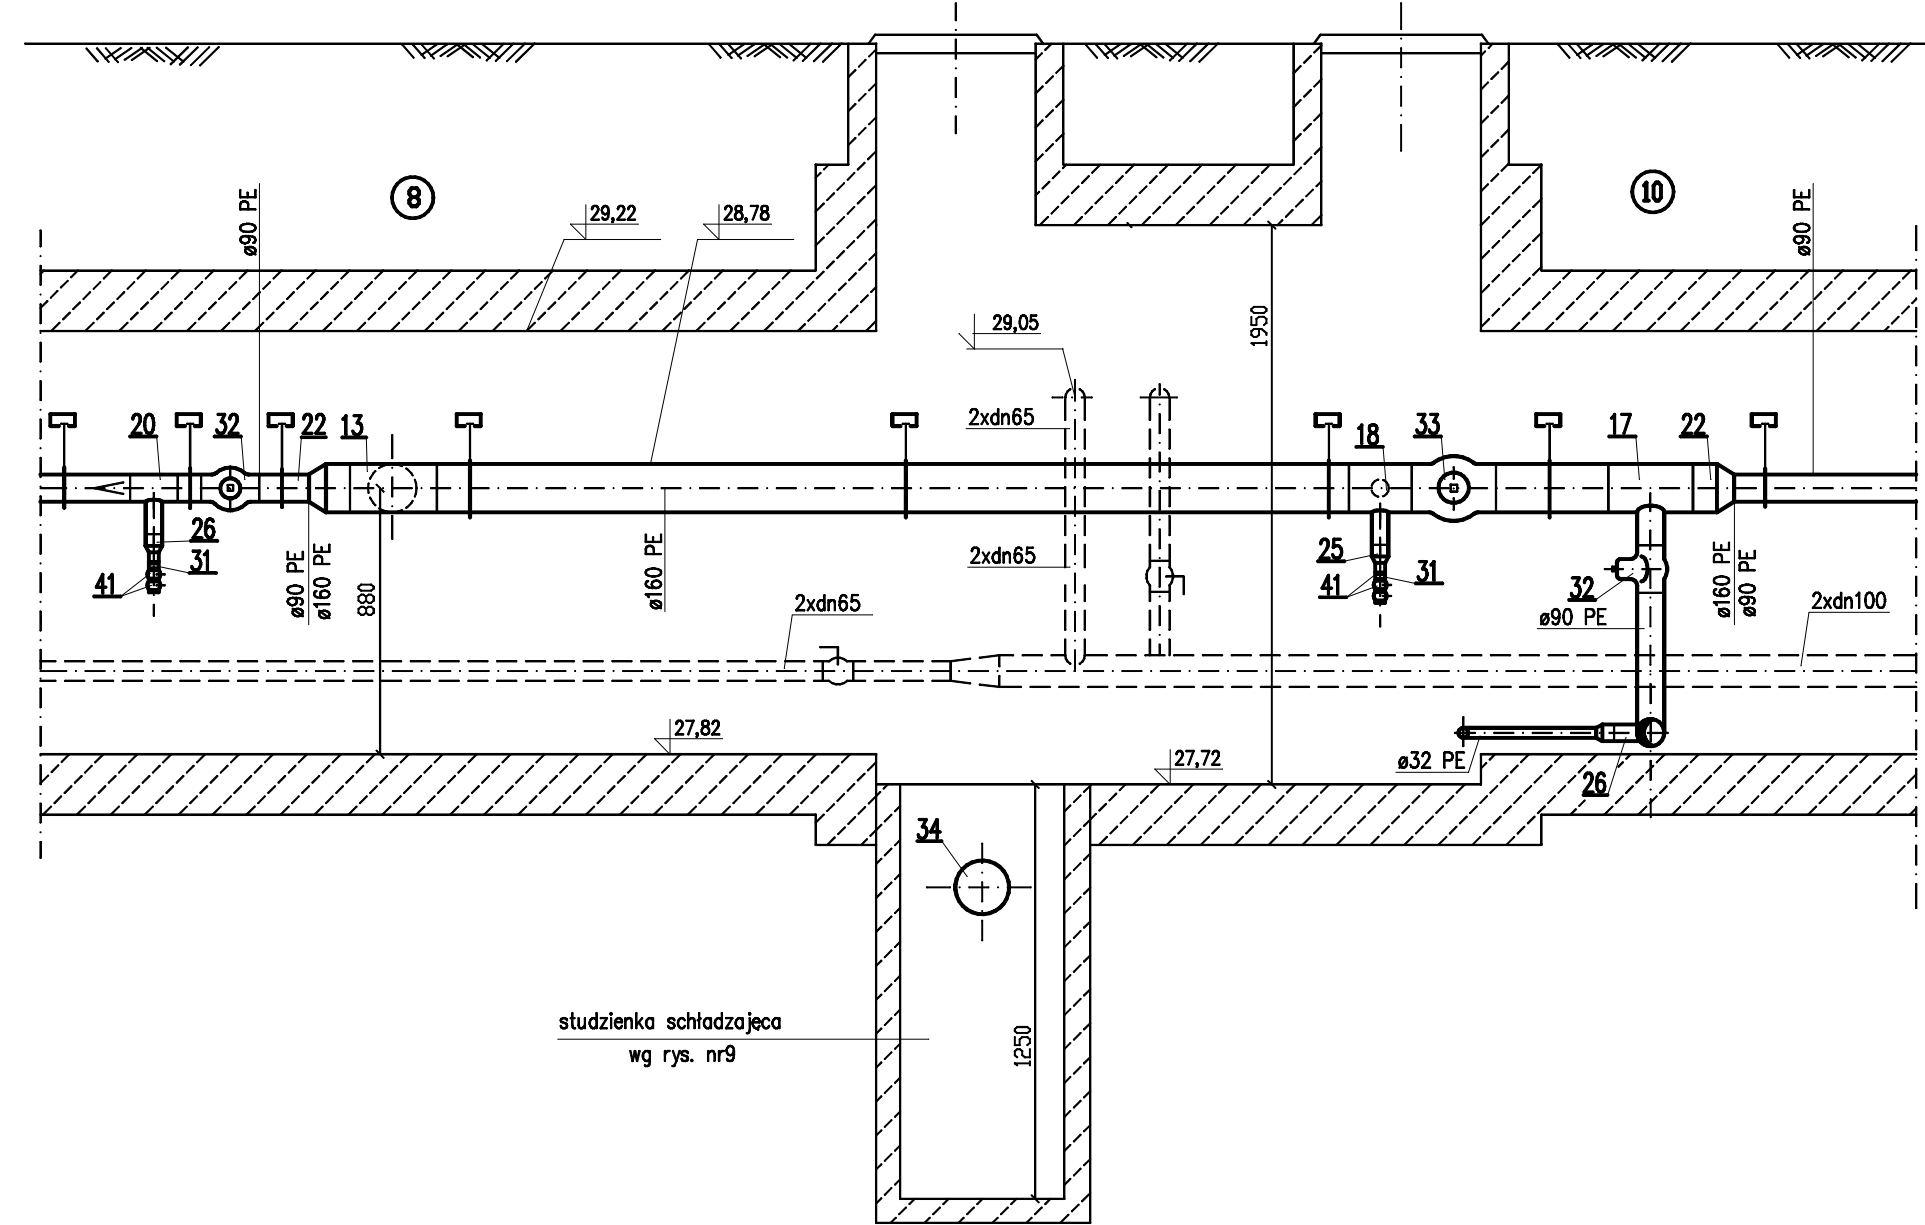 8
10
ø90 PE
29,22
28,78
ø90 PE
29,05
1950
2xdn65
20
32
22
13
18
33
17
22
26
31
41
ø90 PE
ø160 PE
880
ø160 PE
2xdn65
25
41
31
32
ø90 PE
ø160 PE
ø90 PE
2xdn65
2xdn100
27,82
27,72
ø32 PE
26
34
studzienka schładzajęca
wg rys. nr9
1250